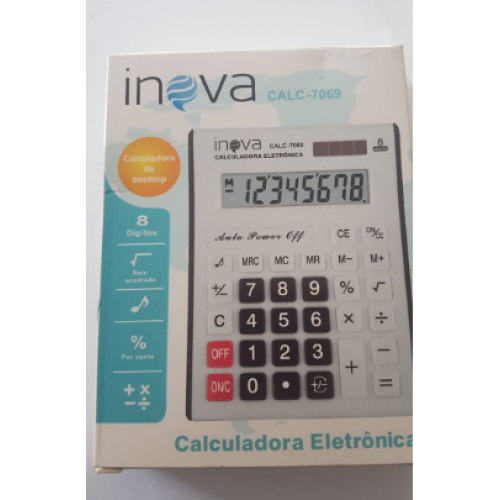 inova CALC-7069
Calculadora
de
desktop
8
Dígitos
√
Raiz
quadrada
♪
%
Por cento
+ x
- ÷
inova CALC-7069
CALCULADORA ELETRÔNICA
8
M
- 12345678.
Auto Power Off
CE
♪ MRC MC MR M- M+
+/- 7 8 9 % √
C 4 5 6 × ÷
OFF 1 2 3 + -
ON/C 0 • =
Calculadora Eletrônica